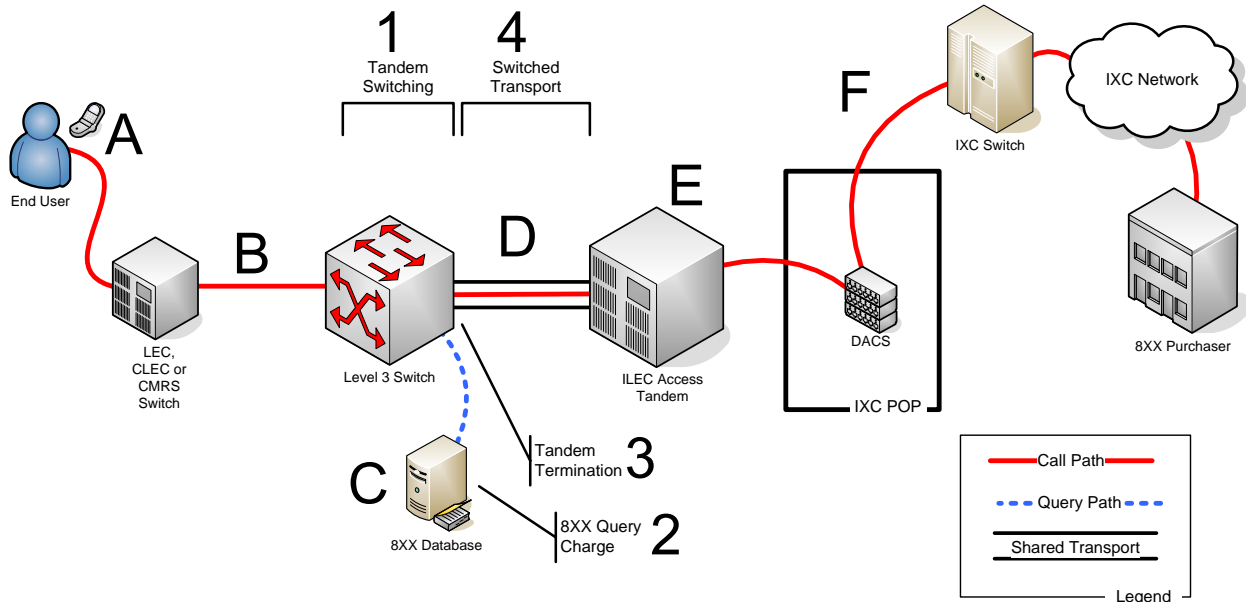 1
Tandem
Switching
4
Switched
Transport
A
End User
B
LEC,
CLEC or
CMRS
Switch
Level 3 Switch
D
E
ILEC Access
Tandem
C
8XX Database
Tandem
Termination
3
8XX Query
Charge
2
F
IXC Switch
IXC Network
8XX Purchaser
DACS
IXC POP
Call Path
Query Path
Shared Transport
Legend